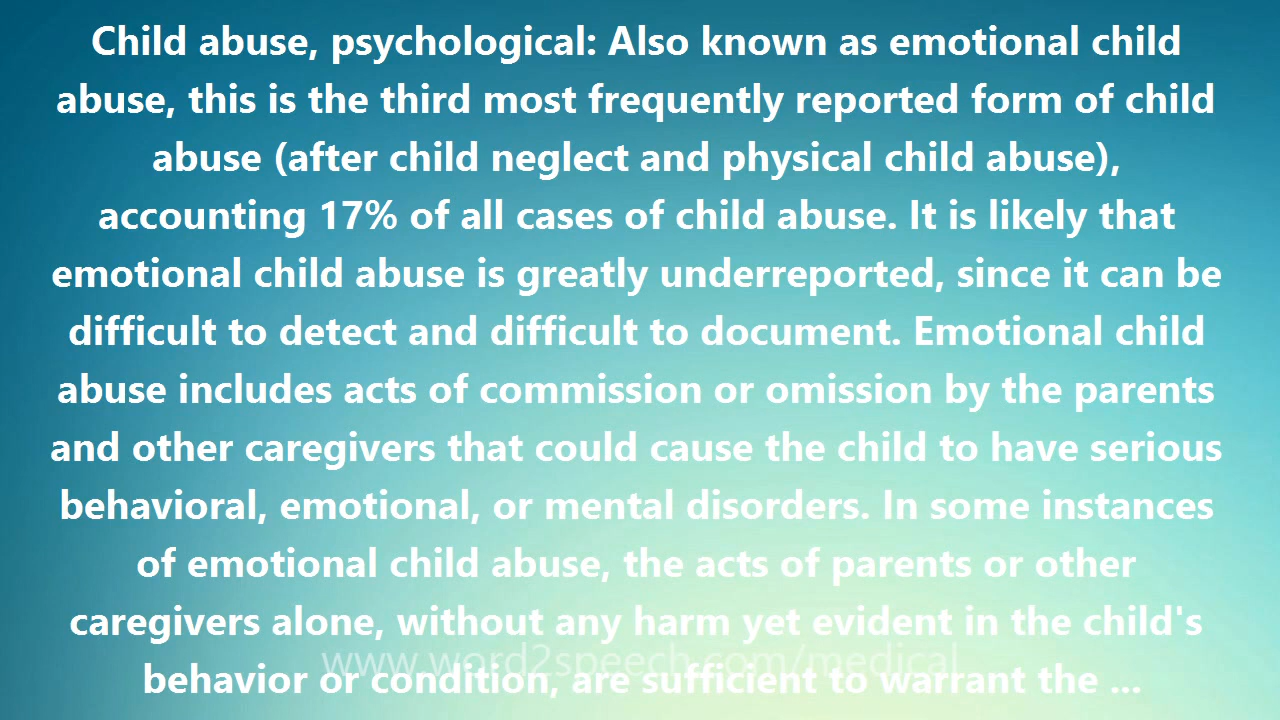 Child abuse, psychological: Also known as emotional child
abuse, this is the third most frequently reported form of child
abuse (after child neglect and physical child abuse),
accounting 17% of all cases of child abuse. It is likely that
emotional child abuse is greatly underreported, since it can be
difficult to detect and difficult to document. Emotional child
abuse includes acts of commission or omission by the parents
and other caregivers that could cause the child to have serious
behavioral, emotional, or mental disorders. In some instances
of emotional child abuse, the acts of parents or other
caregivers alone, without any harm yet evident in the child's
www.word2speech.com/medical
behavior or condition, are sufficient to warrant the ...